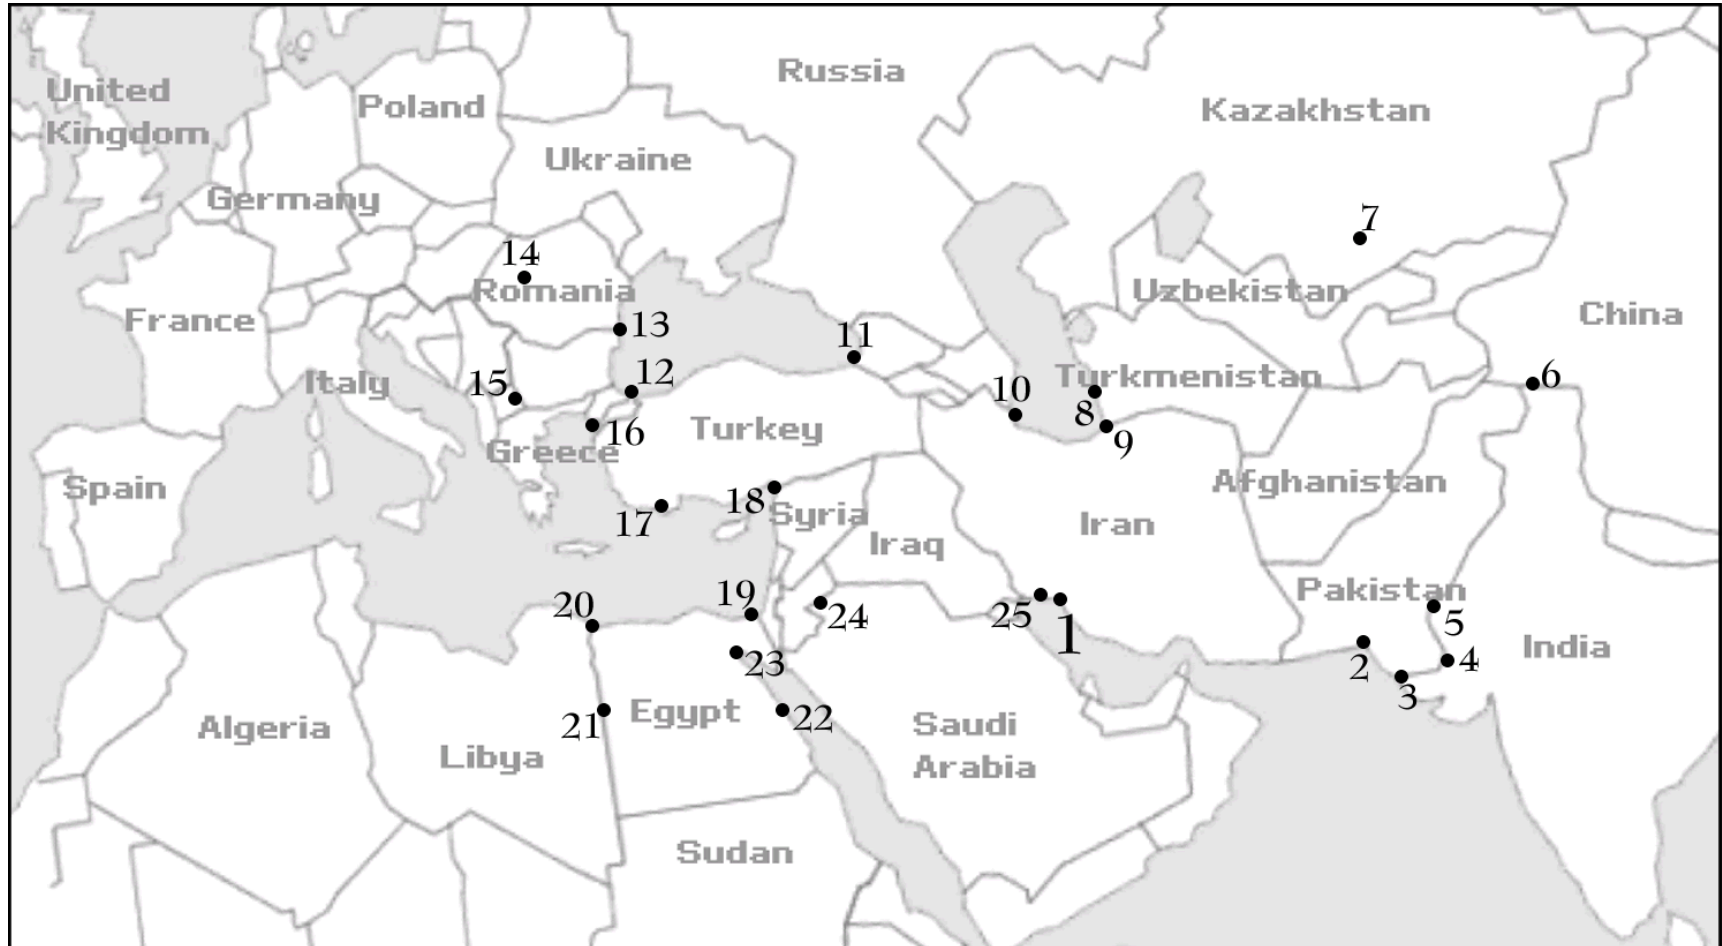 Russia
United
Kingdom
Poland
Kazakhstan
Ukraine
Germany
7
14
Romania
Uzbekistan
France
13
China
11
Italy
15
12
10
Turkmenistan
6
8
16
Turkey
9
Greece
Spain
18
Syria
Afghanistan
17
Iraq
Iran
20
19
24
25
1
Pakistan
5
2
4
India
3
23
21
Egypt
22
Algeria
Libya
Saudi
Arabia
Sudan